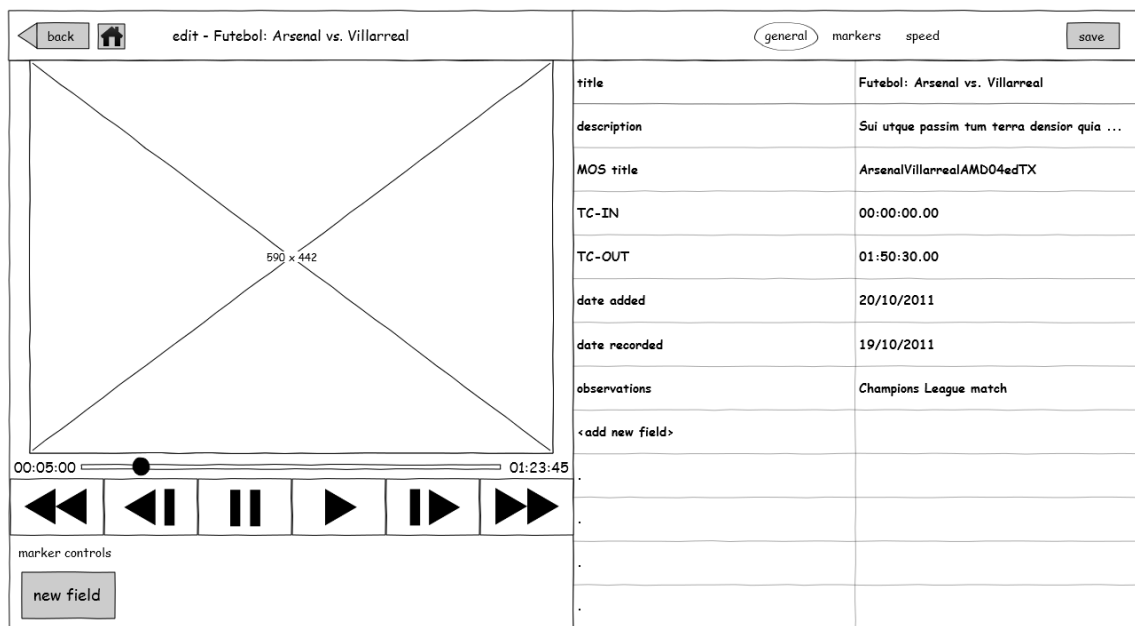 back
edit - Futebol: Arsenal vs. Villarreal
general markers speed
save
590 x 442
00:05:00
01:23:45
marker controls
new field
title Futebol: Arsenal vs. Villarreal
description Sui utque passim tum terra densior quia ...
MOS title ArsenalVillarrealAMD04edTX
TC-IN 00:00:00.00
TC-OUT 01:50:30.00
date added 20/10/2011
date recorded 19/10/2011
observations Champions League match
<add new field>
.
.
.
.